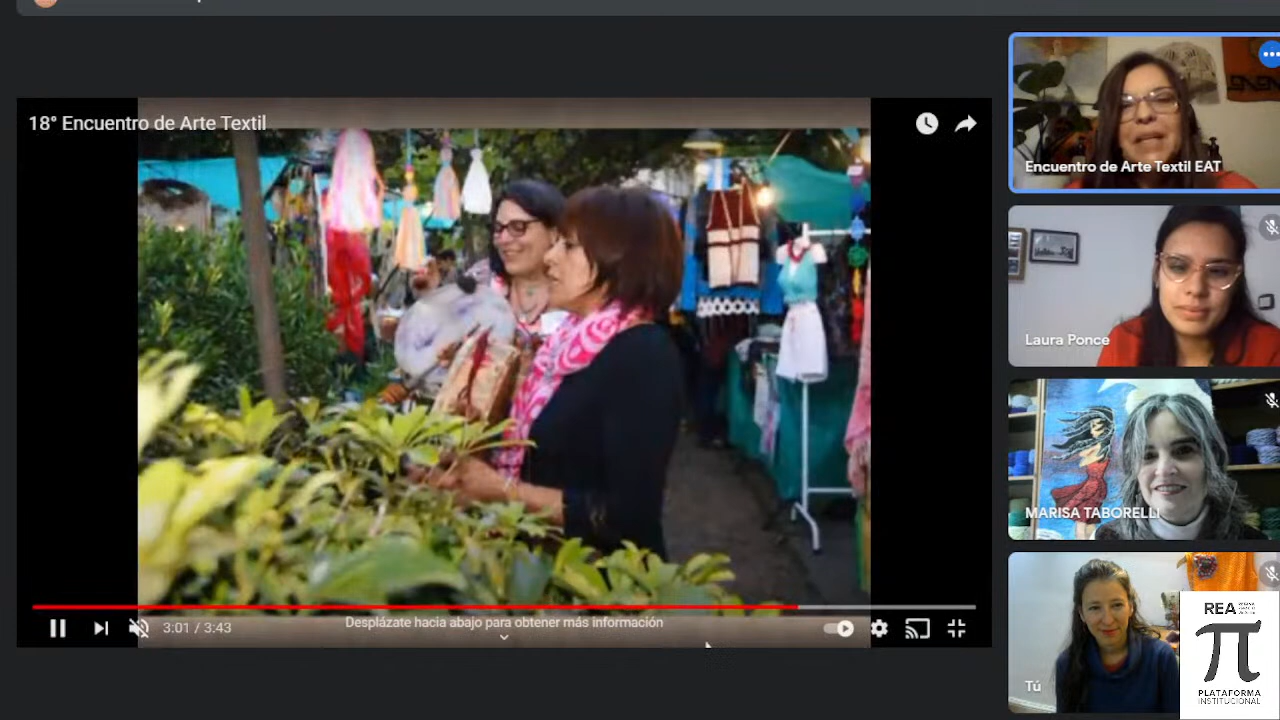 18° Encuentro de Arte Textil
Encuentro de Arte Textil EAT
Laura Ponce
MARISA TABORELLI
3:01 / 3:43
Desplázate hacia abajo para obtener más información
Tú
REA
π
PLATAFORMA
INSTITUCIONAL